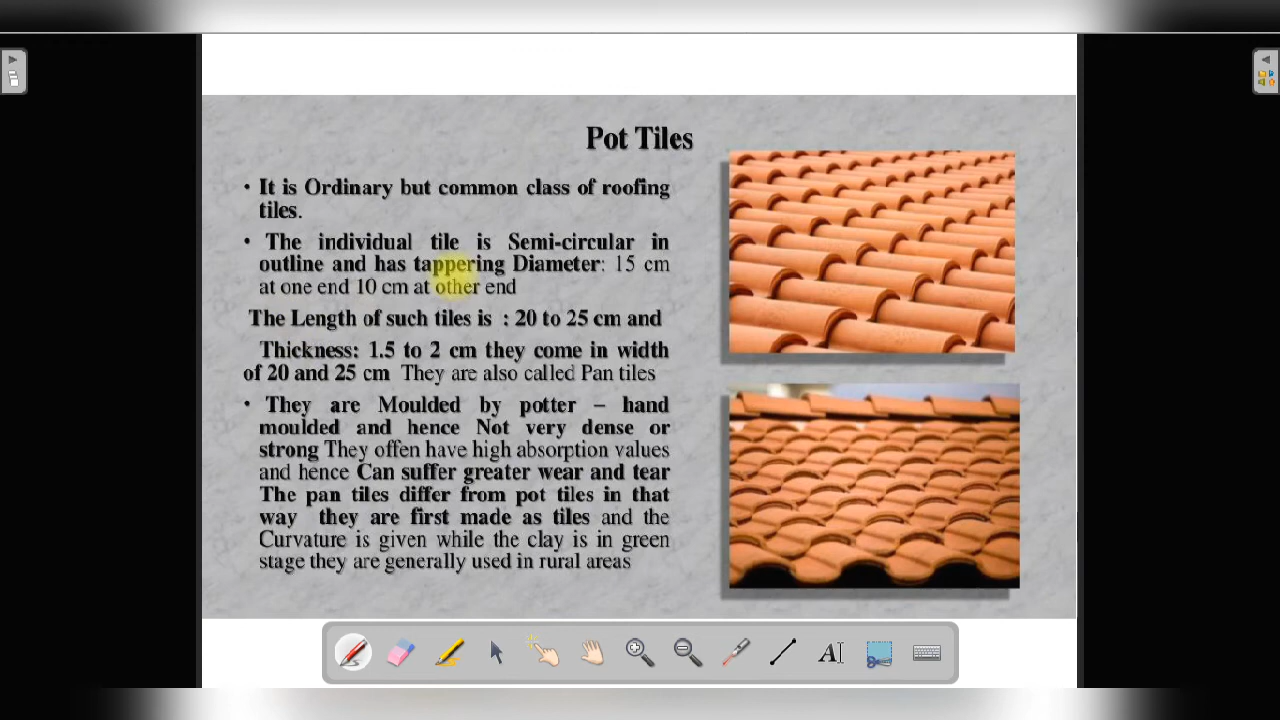 Pot Tiles
• It is Ordinary but common class of roofing
tiles.
• The individual tile is Semi-circular in
outline and has tappering Diameter: 15 cm
at one end 10 cm at other end
The Length of such tiles is : 20 to 25 cm and
Thickness: 1.5 to 2 cm they come in width
of 20 and 25 cm They are also called Pan tiles
• They are Moulded by potter – hand
moulded and hence Not very dense or
strong They offen have high absorption values
and hence Can suffer greater wear and tear
The pan tiles differ from pot tiles in that
way they are first made as tiles and the
Curvature is given while the clay is in green
stage they are generally used in rural areas